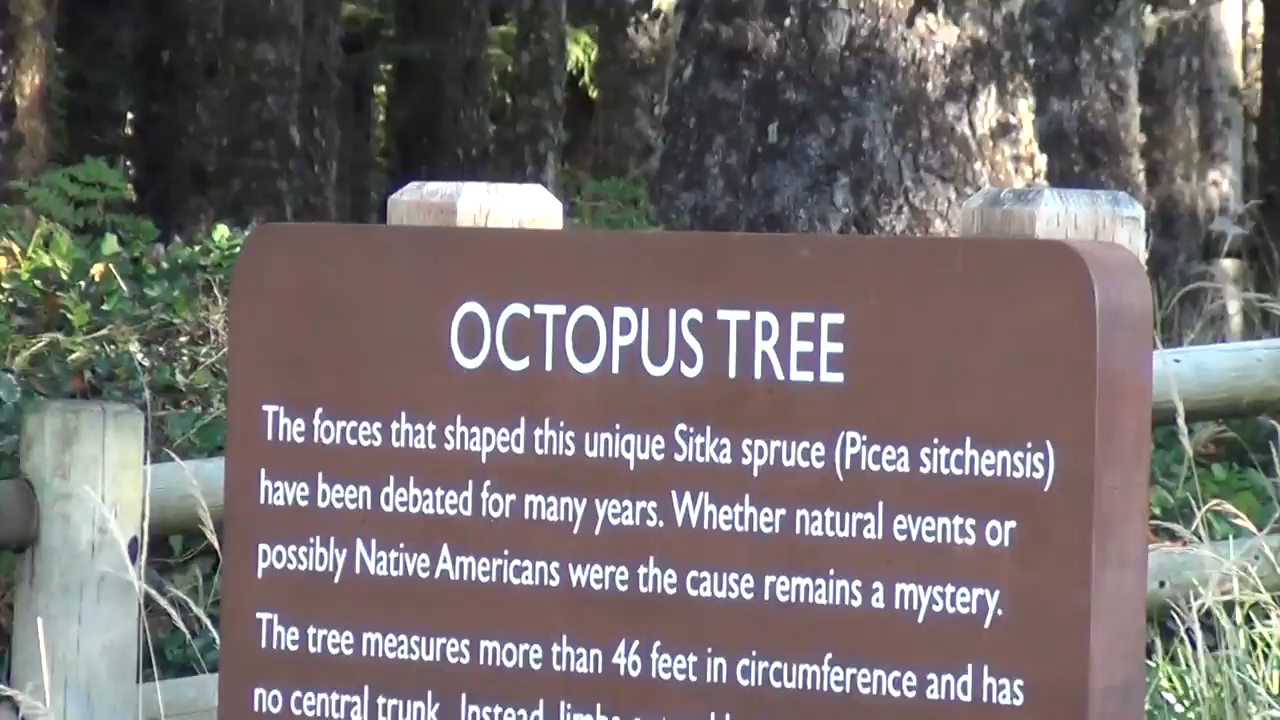 OCTOPUS TREE
The forces that shaped this unique Sitka spruce (Picea sitchensis)
have been debated for many years. Whether natural events or
possibly Native Americans were the cause remains a mystery.
The tree measures more than 46 feet in circumference and has
no central trunk. Instead, limbs